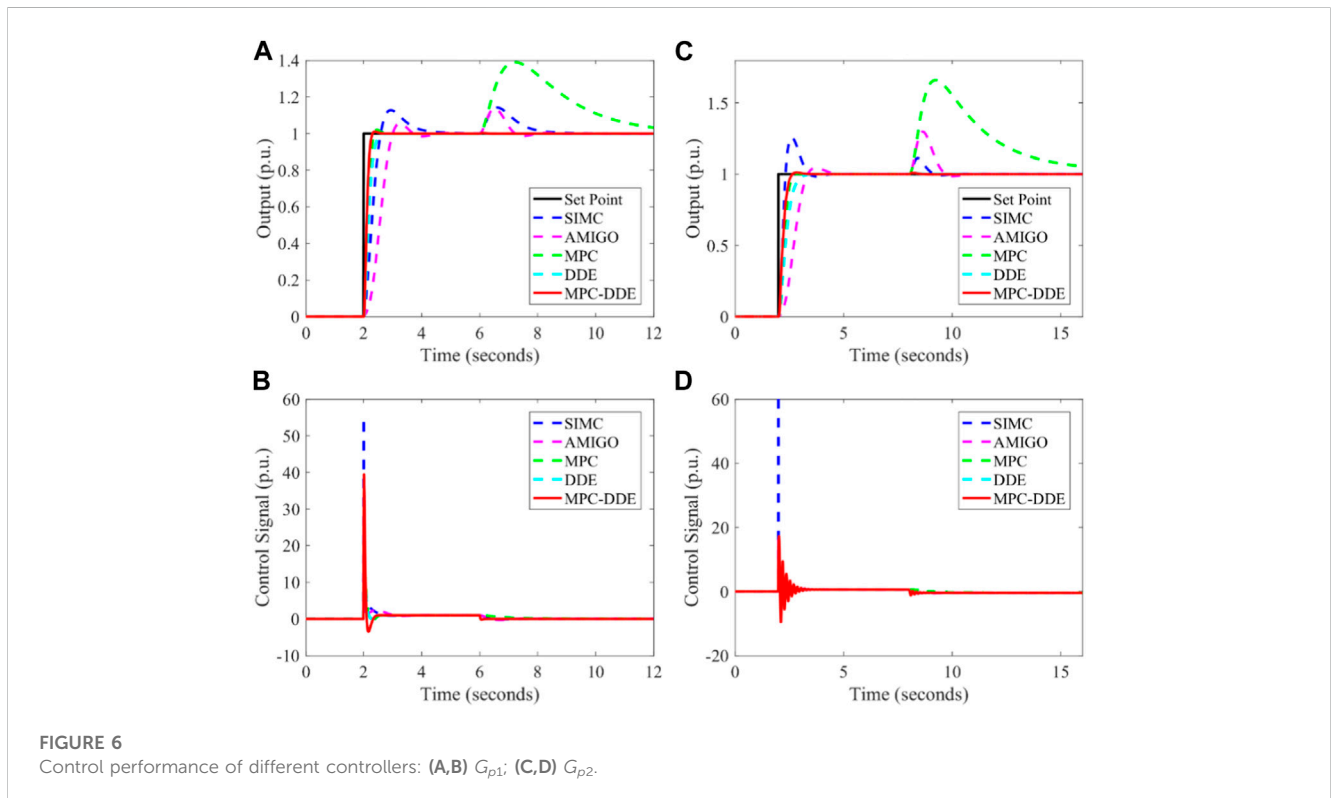 A
1.4
1.2
1
0.8
0.6
0.4
0.2
0
Output (p.u.)
Set Point
SIMC
AMIGO
MPC
DDE
MPC-DDE
0 2 4 6 8 10 12
Time (seconds)
C
1.5
1
0.5
0
Output (p.u.)
Set Point
SIMC
AMIGO
MPC
DDE
MPC-DDE
0 5 10 15
Time (seconds)
B
60
50
40
30
20
10
0
-10
Control Signal (p.u.)
SIMC
AMIGO
MPC
DDE
MPC-DDE
0 2 4 6 8 10 12
Time (seconds)
D
60
40
20
0
-20
Control Signal (p.u.)
SIMC
AMIGO
MPC
DDE
MPC-DDE
0 5 10 15
Time (seconds)
FIGURE 6
Control performance of different controllers: (A,B) Gp1; (C,D) Gp2.